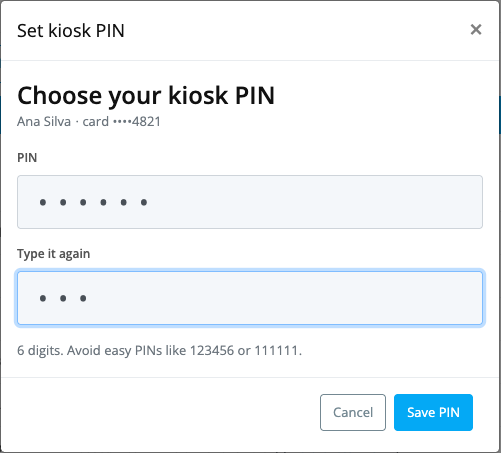 Set kiosk PIN
×
Choose your kiosk PIN
Ana Silva · card ••••4821
PIN
••••••
Type it again
•••
6 digits. Avoid easy PINs like 123456 or 111111.
Cancel
Save PIN